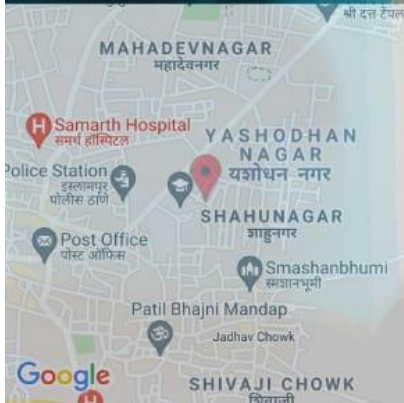 श्री दत्त टेंपल
MAHADEVNAGAR
महादेवनगर
Samarth Hospital
समर्थ हॉस्पिटल
YASHODHAN
NAGAR
यशोधन नगर
Police Station
इस्लामपूर
पोलीस ठाणे
SHAHUNAGAR
शाहूनगर
Post Office
पोस्ट ऑफिस
Smashanbhumi
स्मशानभूमी
Patil Bhajni Mandap
Jadhav Chowk
Google
SHIVAJI CHOWK
शिवाजी